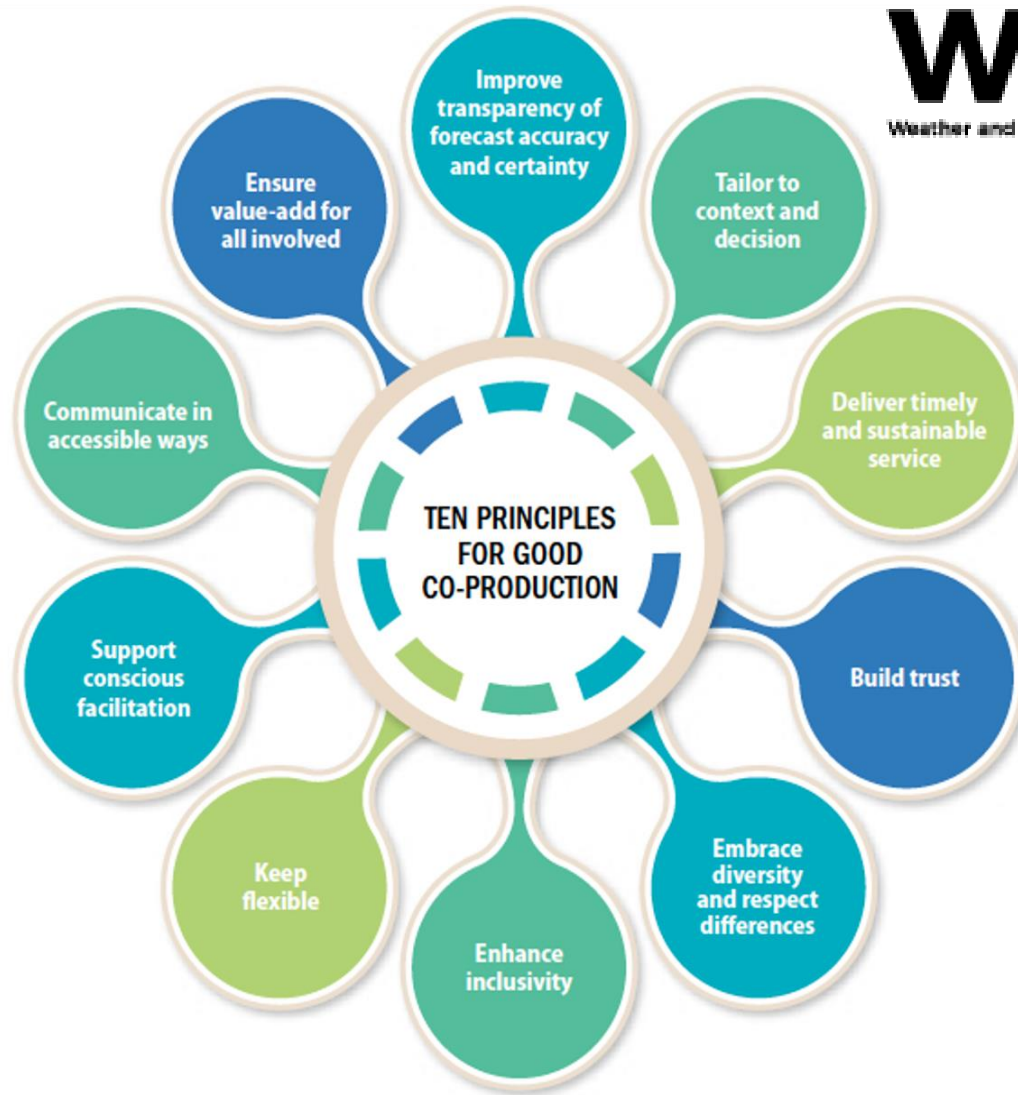 W
Weather and
Improve
transparency of
forecast accuracy
and certainty
Tailor to
context and
decision
Deliver timely
and sustainable
service
Build trust
Embrace
diversity
and respect
differences
Enhance
inclusivity
Keep
flexible
Support
conscious
facilitation
Communicate in
accessible ways
Ensure
value-add for
all involved
TEN PRINCIPLES
FOR GOOD
CO-PRODUCTION